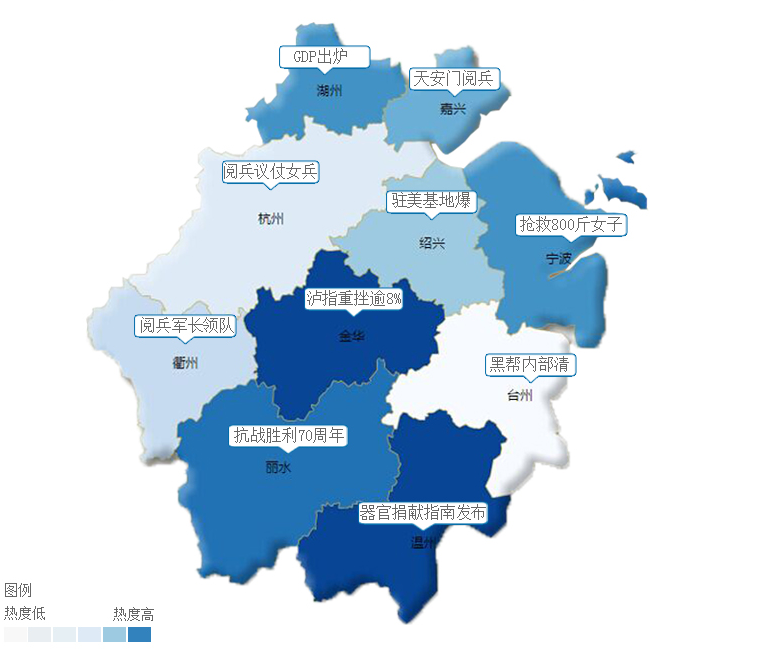 GDP出炉
湖州
天安门阅兵
嘉兴
阅兵议仗女兵
杭州
驻美基地爆
绍兴
抢救800斤女子
宁波
泸指重挫逾8%
金华
阅兵军长领队
衢州
黑帮内部清
台州
抗战胜利70周年
丽水
器官捐献指南发布
温州
图例
热度低
热度高